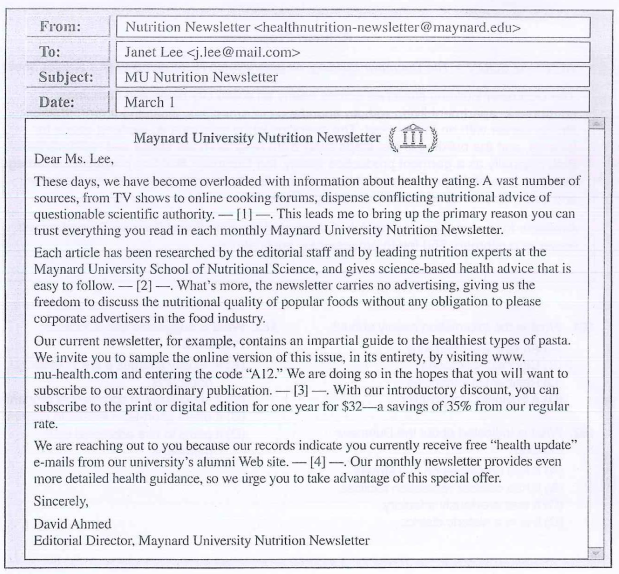 From: Nutrition Newsletter <healthnutrition-newsletter@maynard.edu>
To: Janet Lee <j.lee@mail.com>
Subject: MU Nutrition Newsletter
Date: March 1
Maynard University Nutrition Newsletter
Dear Ms. Lee,
These days, we have become overloaded with information about healthy eating. A vast number of
sources, from TV shows to online cooking forums, dispense conflicting nutritional advice of
questionable scientific authority. — [1] —. This leads me to bring up the primary reason you can
trust everything you read in each monthly Maynard University Nutrition Newsletter.
Each article has been researched by the editorial staff and by leading nutrition experts at the
Maynard University School of Nutritional Science, and gives science-based health advice that is
easy to follow. — [2] —. What's more, the newsletter carries no advertising, giving us the
freedom to discuss the nutritional quality of popular foods without any obligation to please
corporate advertisers in the food industry.
Our current newsletter, for example, contains an impartial guide to the healthiest types of pasta.
We invite you to sample the online version of this issue, in its entirety, by visiting www.
mu-health.com and entering the code “A12.” We are doing so in the hopes that you will want to
subscribe to our extraordinary publication. — [3] —. With our introductory discount, you can
subscribe to the print or digital edition for one year for $32—a savings of 35% from our regular
rate.
We are reaching out to you because our records indicate you currently receive free “health update”
e-mails from our university's alumni Web site. — [4] —. Our monthly newsletter provides even
more detailed health guidance, so we urge you to take advantage of this special offer.
Sincerely,
David Ahmed
Editorial Director, Maynard University Nutrition Newsletter